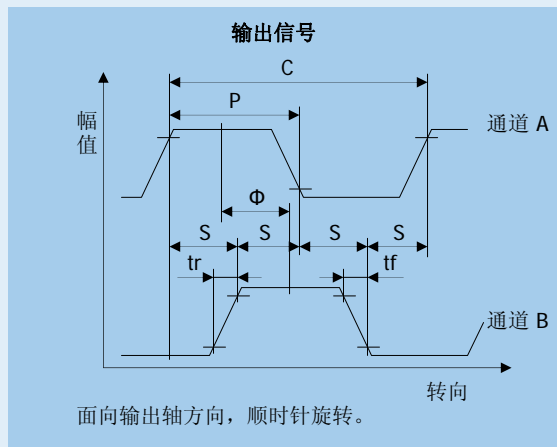 输出信号
C
P
幅
值
通道 A
Φ
S S S S
tr tf
通道 B
转向
面向输出轴方向，顺时针旋转。